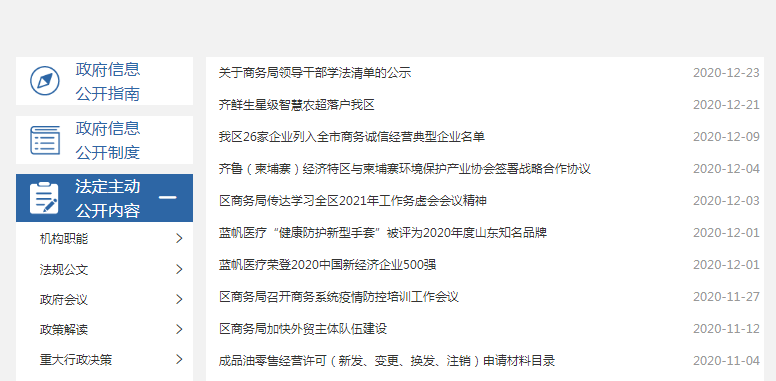 政府信息
公开指南
政府信息
公开制度
法定主动
公开内容
机构职能
法规公文
政府会议
政策解读
重大行政决策
关于商务局领导干部学法清单的公示 2020-12-23
齐鲜生星级智慧农超落户我区 2020-12-21
我区26家企业列入全市商务诚信经营典型企业名单 2020-12-09
齐鲁（柬埔寨）经济特区与柬埔寨环境保护产业协会签署战略合作协议 2020-12-04
区商务局传达学习全区2021年工作务虚会会议精神 2020-12-03
蓝帆医疗“健康防护新型手套”被评为2020年度山东知名品牌 2020-12-01
蓝帆医疗荣登2020中国新经济企业500强 2020-12-01
区商务局召开商务系统疫情防控培训工作会议 2020-11-27
区商务局加快外贸主体队伍建设 2020-11-12
成品油零售经营许可（新发、变更、换发、注销）申请材料目录 2020-11-04